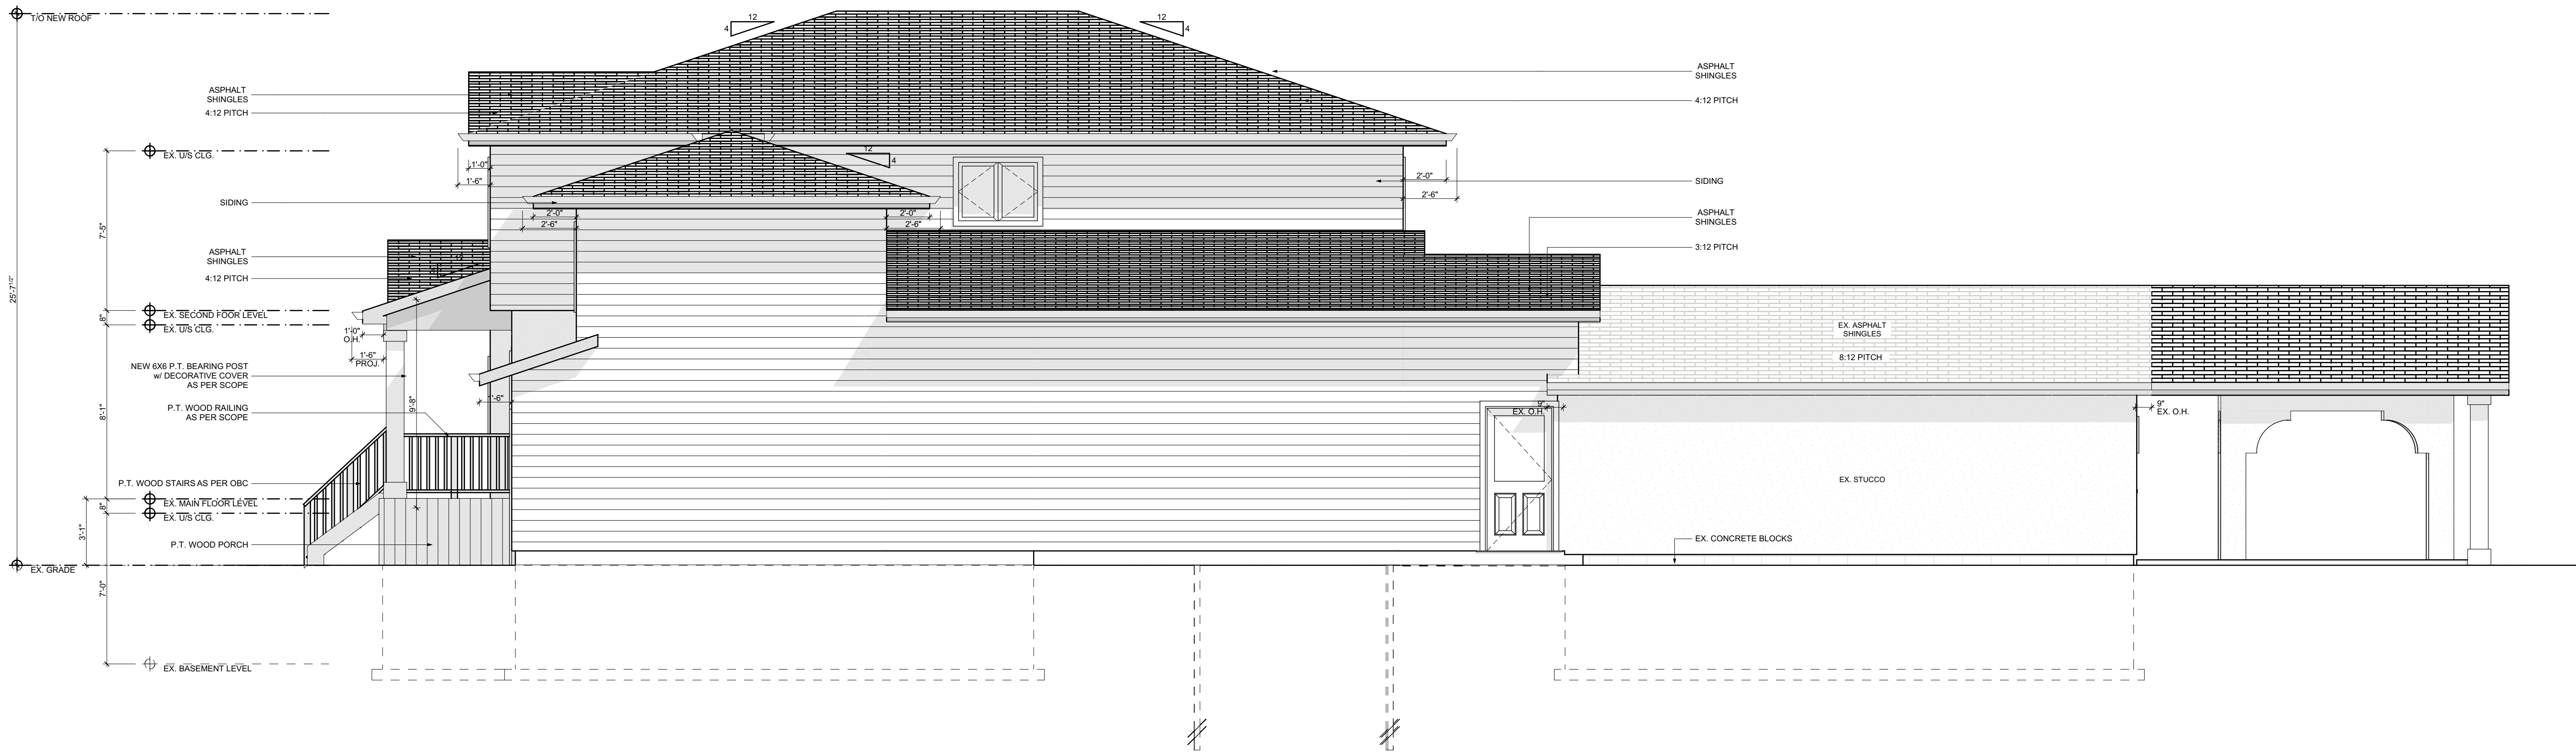 T/O NEW ROOF
12
4
12
4
ASPHALT
SHINGLES
4:12 PITCH
ASPHALT
SHINGLES
4:12 PITCH
EX. U/S CLG.
12
4
1'-0"
1'-6"
2'-0"
2'-6"
SIDING
SIDING
2'-0"
2'-6"
2'-0"
2'-6"
7'-5"
ASPHALT
SHINGLES
3:12 PITCH
ASPHALT
SHINGLES
4:12 PITCH
25'-71/2"
EX. SECOND FOOR LEVEL
8"
EX. U/S CLG.
1'-0"
O.H.
1'-6"
PROJ.
EX. ASPHALT
SHINGLES
8:12 PITCH
NEW 6X6 P.T. BEARING POST
w/ DECORATIVE COVER
AS PER SCOPE
9'-8"
1'-6"
8'-1"
P.T. WOOD RAILING
AS PER SCOPE
9"
EX. O.H.
9"
EX. O.H.
P.T. WOOD STAIRS AS PER OBC
EX. STUCCO
EX. MAIN FLOOR LEVEL
8"
EX. U/S CLG.
3'-1"
P.T. WOOD PORCH
EX. CONCRETE BLOCKS
EX. GRADE
7'-0"
EX. BASEMENT LEVEL